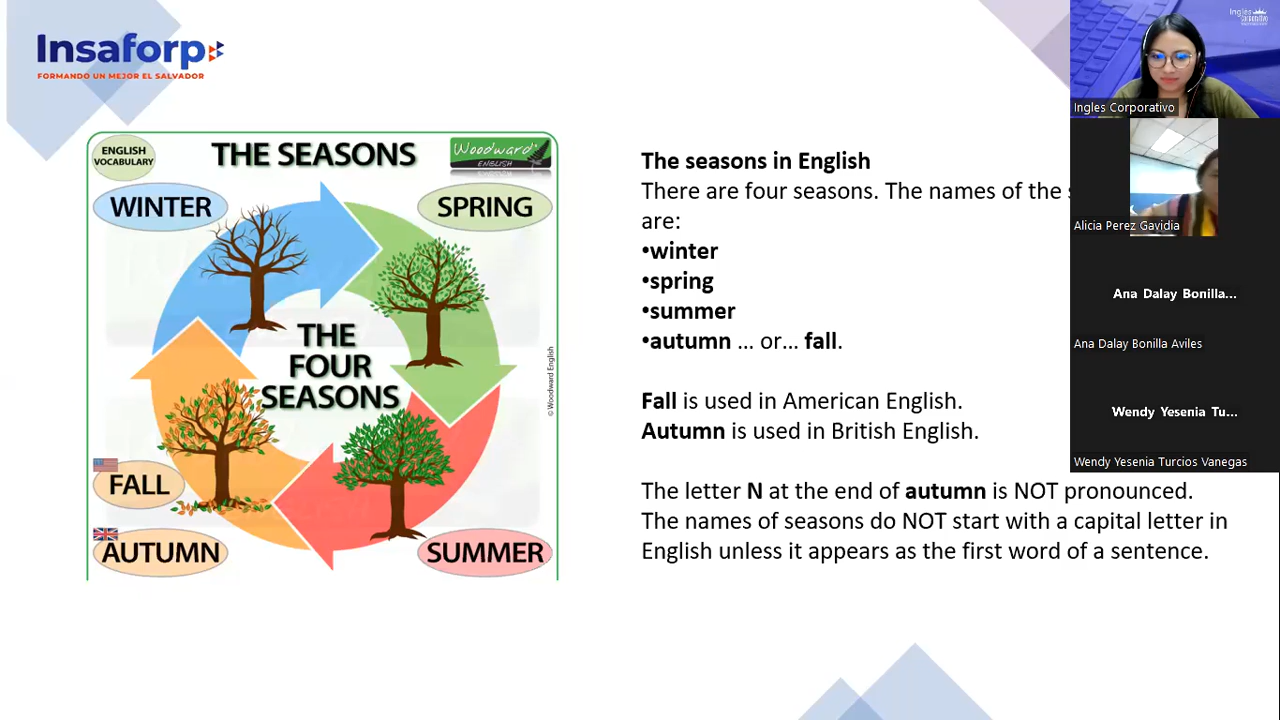 Insaforp
FORMANDO UN MEJOR EL SALVADOR
ENGLISH
VOCABULARY
THE SEASONS
Woodward
ENGLISH
WINTER
SPRING
THE
FOUR
SEASONS
© Woodward English
FALL
AUTUMN
SUMMER
The seasons in English
There are four seasons. The names of the
are:
•winter
•spring
•summer
•autumn ... or... fall.
Fall is used in American English.
Autumn is used in British English.
The letter N at the end of autumn is NOT pronounced.
The names of seasons do NOT start with a capital letter in
English unless it appears as the first word of a sentence.
Ingles
Ingles Corporativo
Alicia Perez Gavidia
Ana Dalay Bonilla...
Ana Dalay Bonilla Aviles
Wendy Yesenia Tu...
Wendy Yesenia Turcios Vanegas